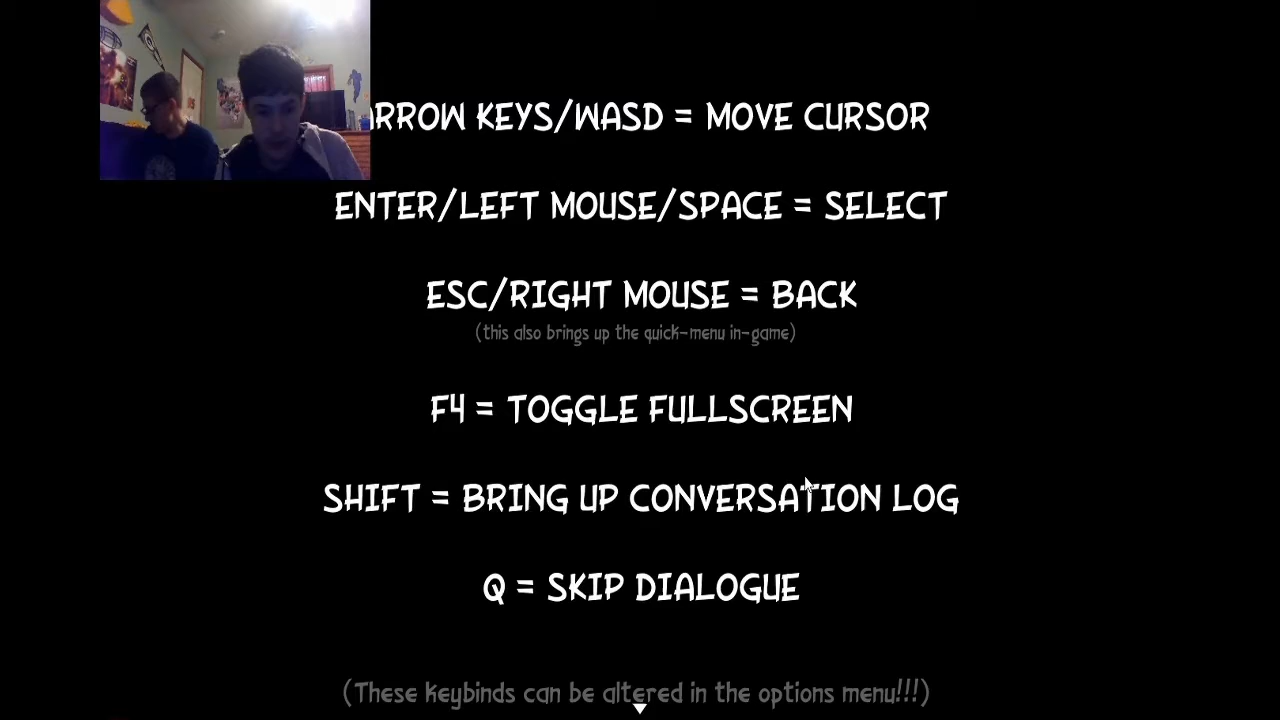 ARROW KEYS/WASD = MOVE CURSOR
ENTER/LEFT MOUSE/SPACE = SELECT
ESC/RIGHT MOUSE = BACK
(this also brings up the quick-menu in-game)
F4 = TOGGLE FULLSCREEN
SHIFT = BRING UP CONVERSATION LOG
Q = SKIP DIALOGUE
(These keybinds can be altered in the options menu!!!)